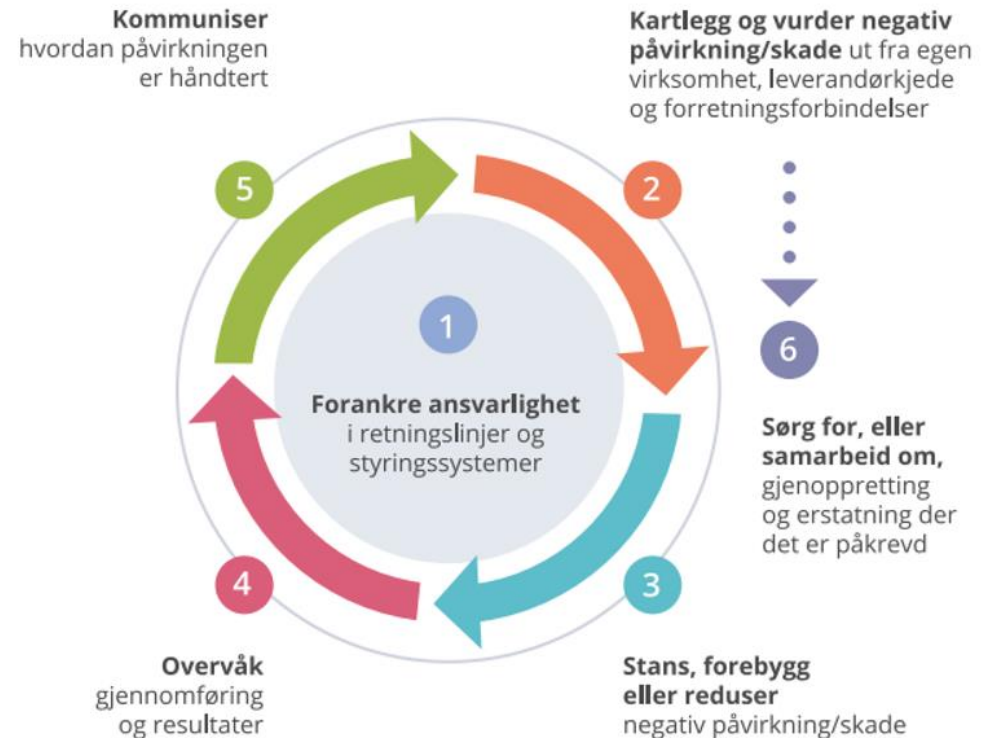 Kommuniser
hvordan påvirkningen
er håndtert
Kartlegg og vurder negativ
påvirkning/skade ut fra egen
virksomhet, leverandørkjede
og forretningsforbindelser
5
2
1
Forankre ansvarlighet
i retningslinjer og
styringssystemer
6
Sørg for, eller
samarbeid om,
gjenoppretting
og erstatning der
det er påkrevd
4
3
Overvåk
gjennomføring
og resultater
Stans, forebygg
eller reduser
negativ påvirkning/skade